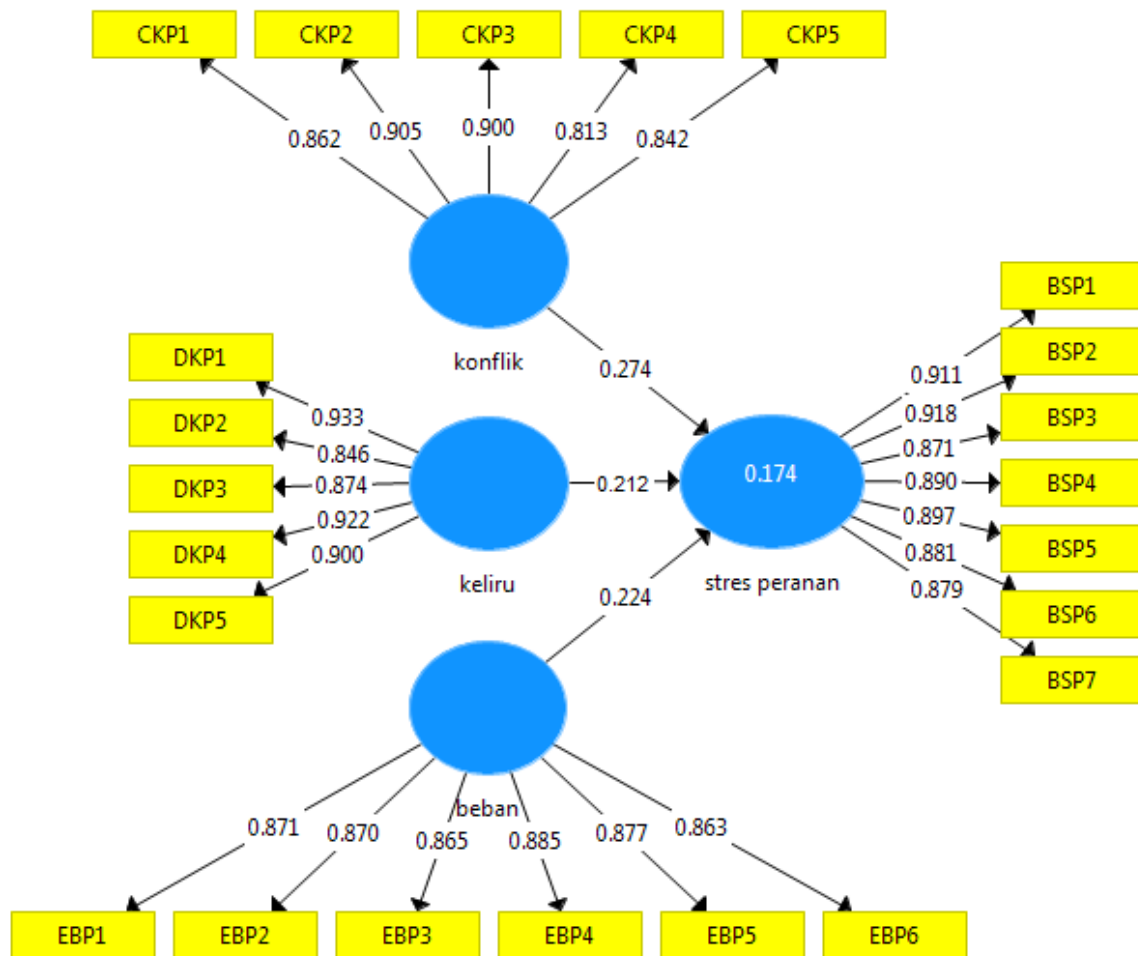 CKP1
CKP2
CKP3
CKP4
CKP5
0.862
0.905
0.900
0.813
0.842
konflik
0.274
DKP1
DKP2
DKP3
DKP4
DKP5
0.933
0.846
0.874
0.922
0.900
keliru
0.212
0.174
stres peranan
0.224
BSP1
BSP2
BSP3
BSP4
BSP5
BSP6
BSP7
0.911
0.918
0.871
0.890
0.897
0.881
0.879
beban
0.871
0.870
0.865
0.885
0.877
0.863
EBP1
EBP2
EBP3
EBP4
EBP5
EBP6